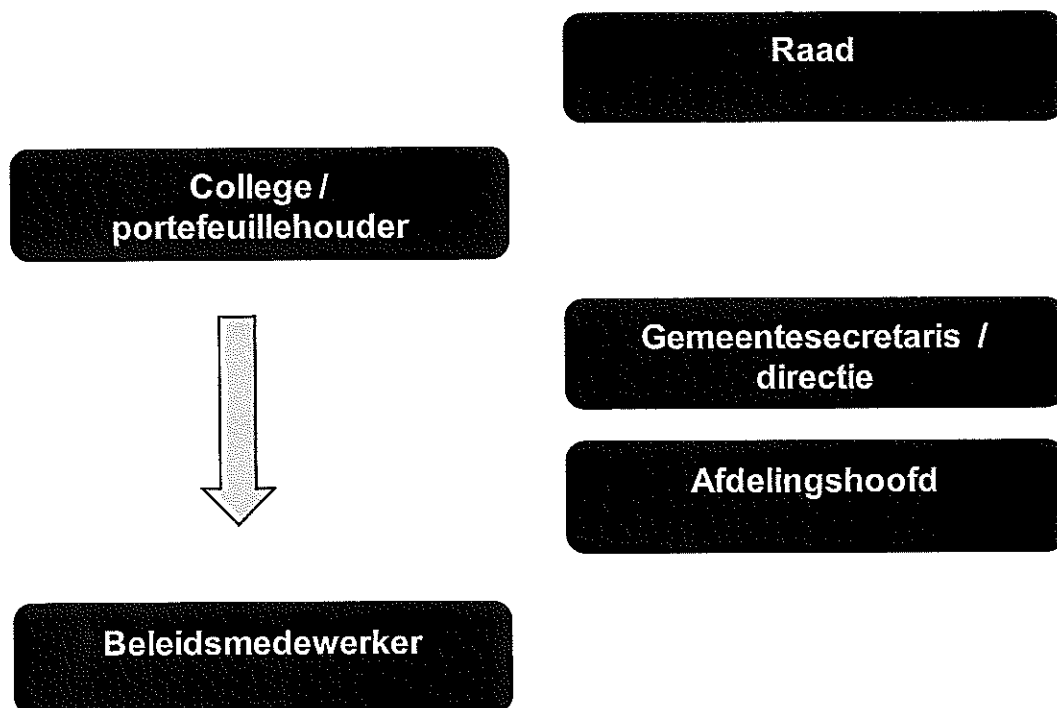 Raad
College /
portefeuillehouder
Gemeentesecretaris /
directie
Afdelingshoofd
Beleidsmedewerker